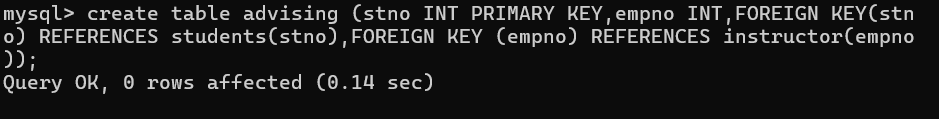 mysql> create table advising (stno INT PRIMARY KEY,empno INT,FOREIGN KEY(stn
o) REFERENCES students(stno),FOREIGN KEY (empno) REFERENCES instructor(empno
));
Query OK, 0 rows affected (0.14 sec)